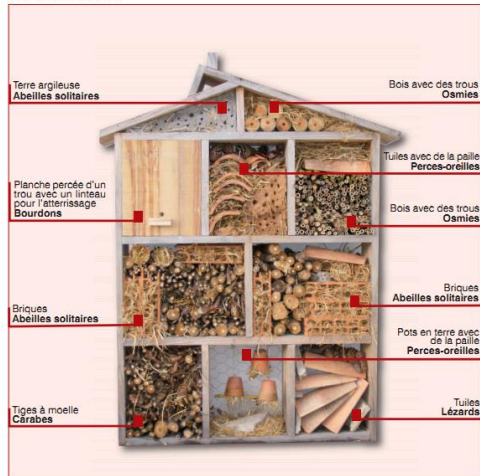 Terre argileuse
Abeilles solitaires
Planche percée d'un
trou avec un linteau
pour l'atterrissage
Bourdons
Briques
Abeilles solitaires
Tiges à moelle
Carabes
Bois avec des trous
Osmies
Tuiles avec de la paille
Perces-oreilles
Bois avec des trous
Osmies
Briques
Abeilles solitaires
Pots en terre avec
de la paille
Perces-oreilles
Tuiles
Lézards